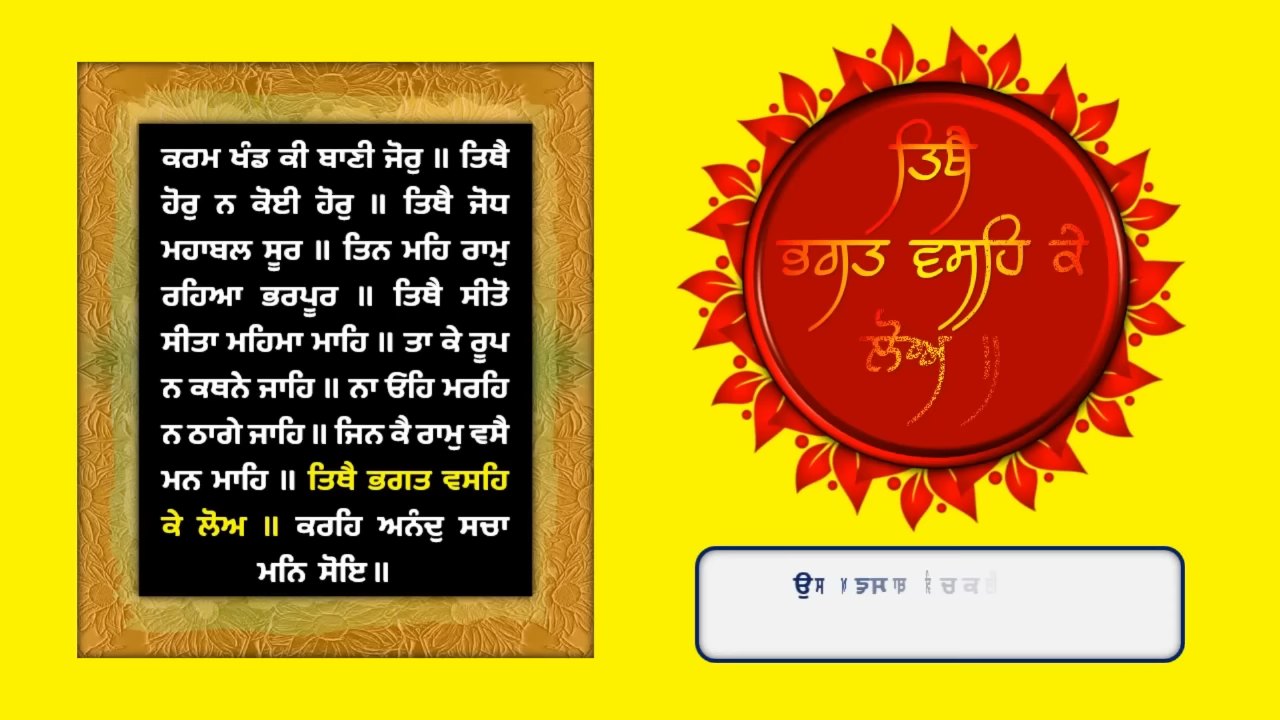 ਕਰਮ ਖੰਡ ਕੀ ਬਾਣੀ ਜੋਰੁ ॥ ਤਿਥੈ
ਹੋਰੁ ਨ ਕੋਈ ਹੋਰੁ ॥ ਤਿਥੈ ਜੋਧ
ਮਹਾਬਲ ਸੂਰ ॥ ਤਿਨ ਮਹਿ ਰਾਮੁ
ਰਹਿਆ ਭਰਪੂਰ ॥ ਤਿਥੈ ਸੀਤੋ
ਸੀਤਾ ਮਹਿਮਾ ਮਾਹਿ ॥ ਤਾ ਕੇ ਰੂਪ
ਨ ਕਥਨੇ ਜਾਹਿ ॥ ਨਾ ਓਹਿ ਮਰਹਿ
ਨ ਠਾਗੇ ਜਾਹਿ ॥ ਜਿਨ ਕੈ ਰਾਮੁ ਵਸੈ
ਮਨ ਮਾਹਿ ॥ ਤਿਥੈ ਭਗਤ ਵਸਹਿ
ਕੇ ਲੋਅ ॥ ਕਰਹਿ ਅਨੰਦੁ ਸਚਾ
ਮਨਿ ਸੋਇ ॥
ਤਿਥੈ
ਭਗਤ ਵਸਹਿ ਕੇ
ਲੋਅ ॥
ਉਸ